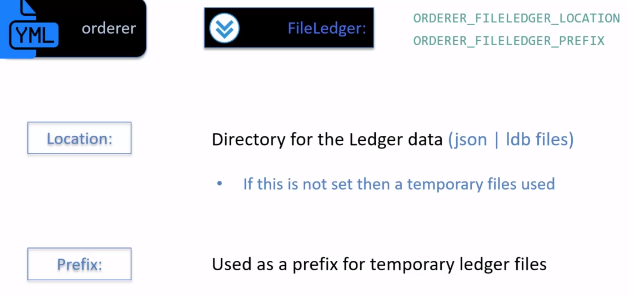 YML
orderer
FileLedger:
ORDERER_FILELEDGER_LOCATION
ORDERER_FILELEDGER_PREFIX
Location:
Directory for the Ledger data (json | ldb files)
• If this is not set then a temporary files used
Prefix:
Used as a prefix for temporary ledger files